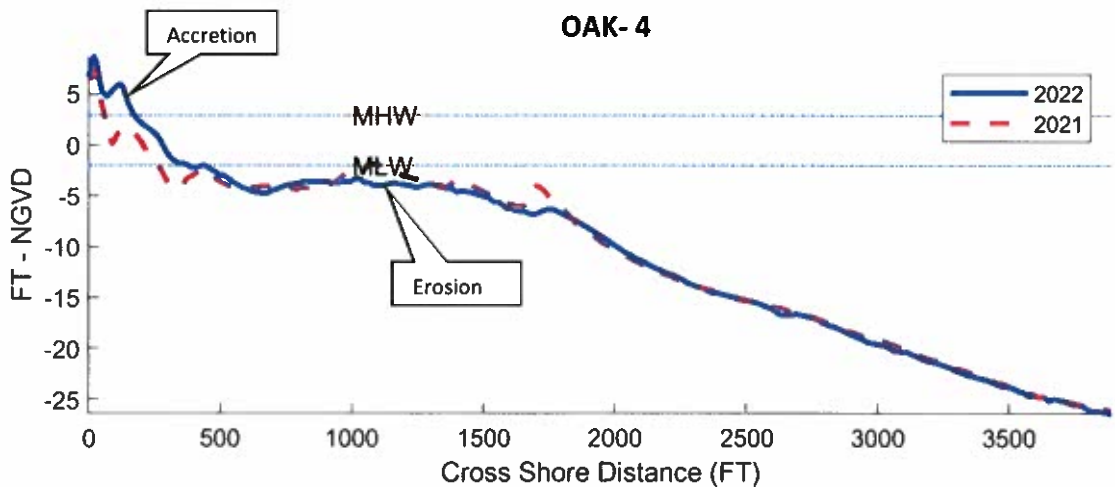 OAK- 4
Accretion
2022
2021
MHW
MLW
Erosion
5
0
-5
-10
-15
-20
-25
FT - NGVD
0 500 1000 1500 2000 2500 3000 3500
Cross Shore Distance (FT)